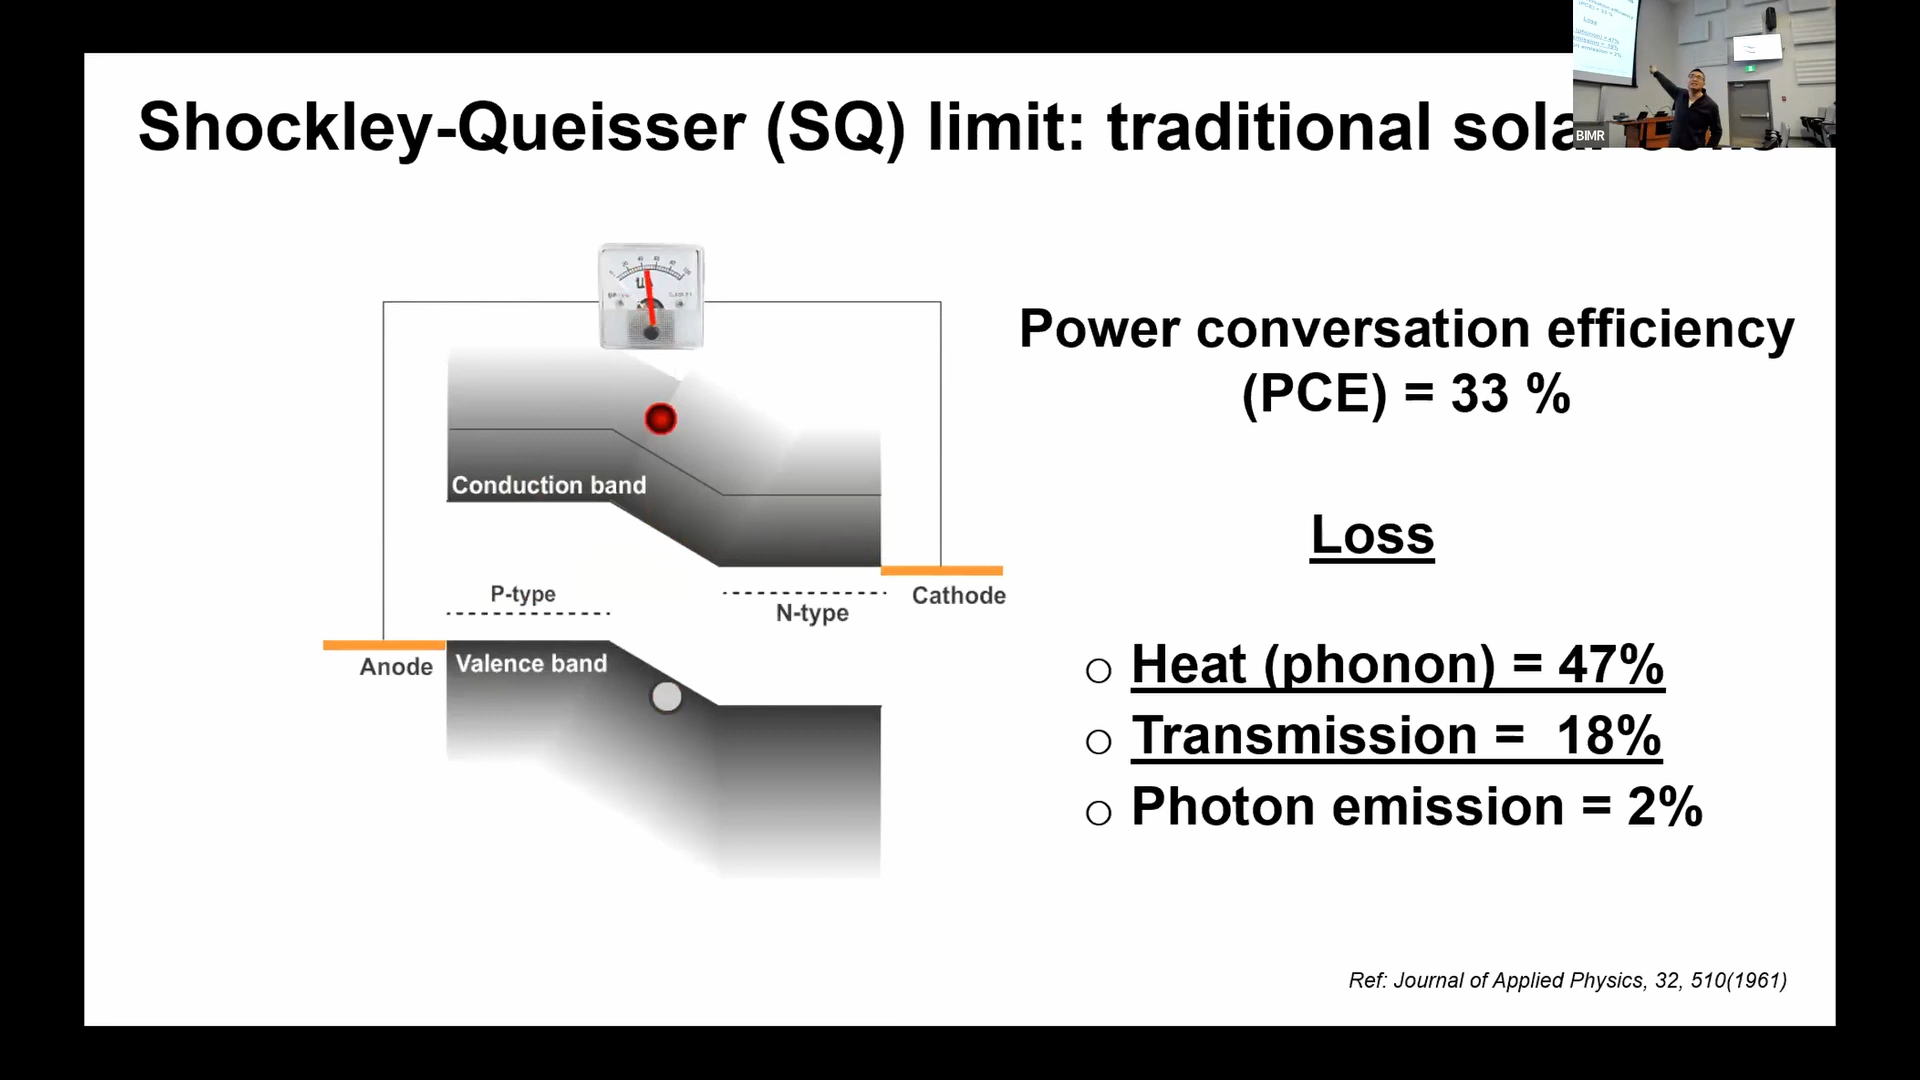 Shockley-Queisser (SQ) limit: traditional sola
BIMR
Power conversation efficiency
(PCE) = 33 %
Loss
Conduction band
P-type
N-type
Cathode
Anode
Valence band
○ Heat (phonon) = 47%
○ Transmission = 18%
○ Photon emission = 2%
Ref: Journal of Applied Physics, 32, 510(1961)